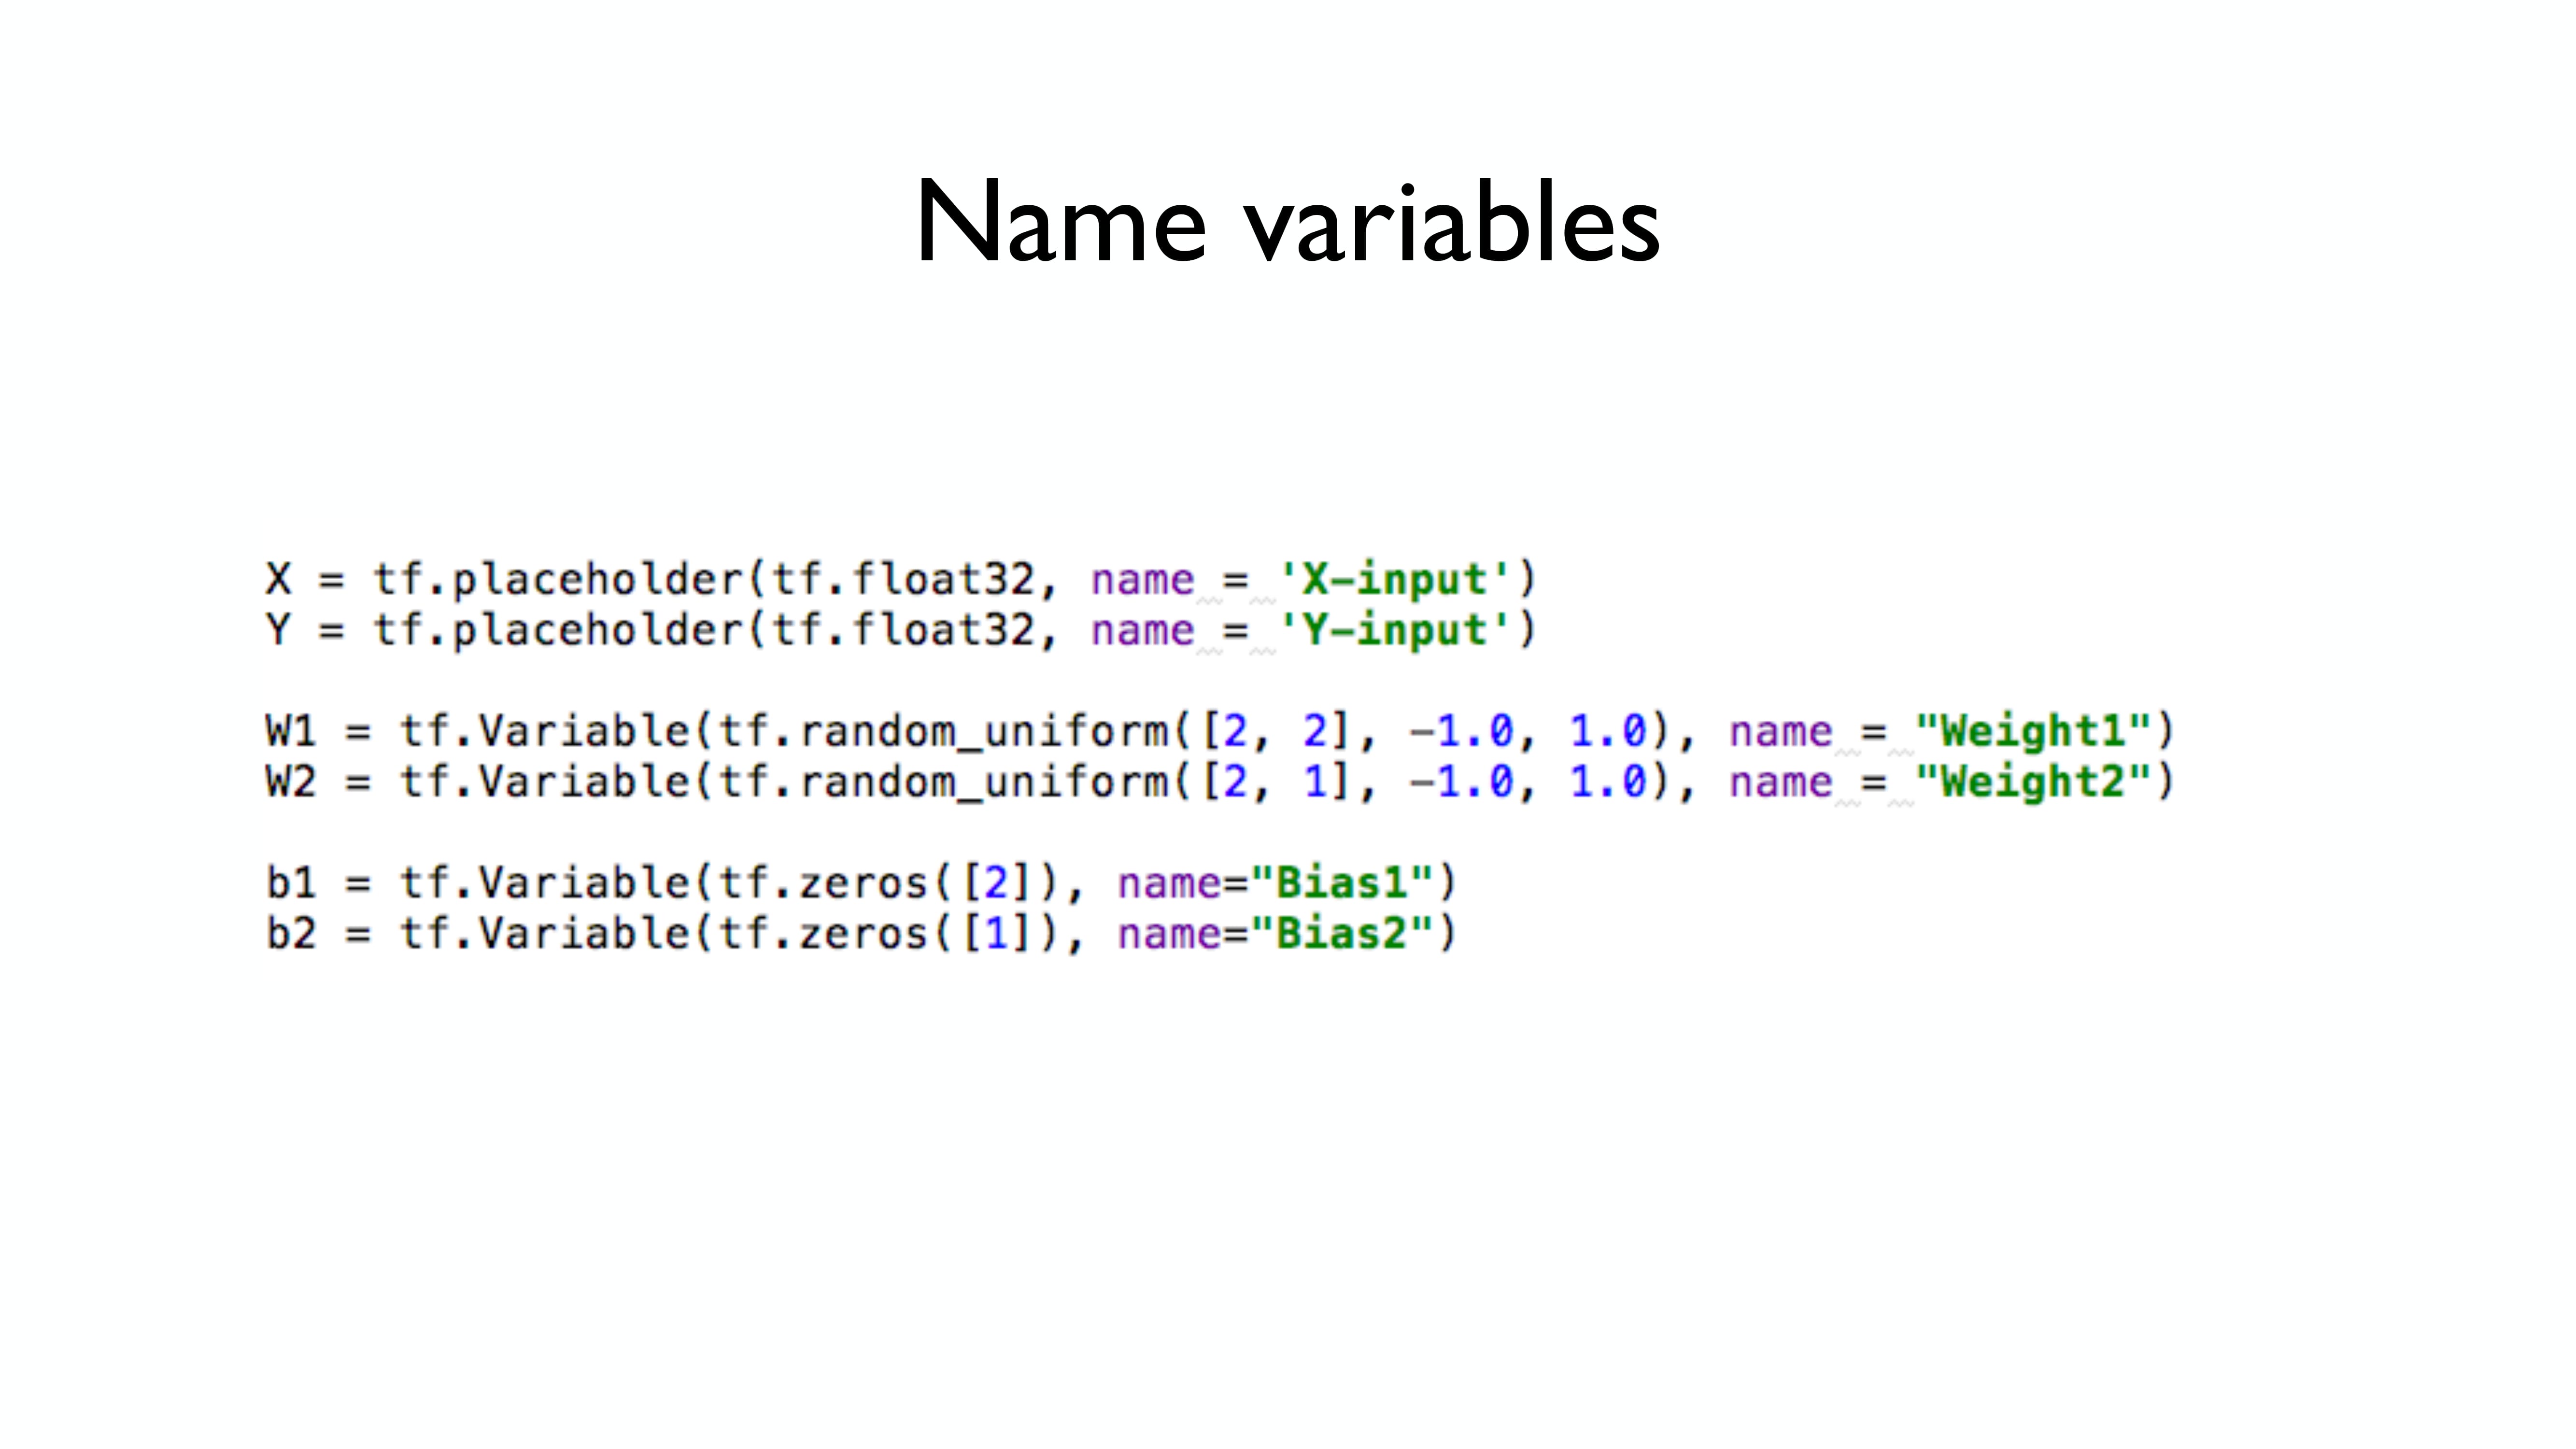 Name variables
X = tf.placeholder(tf.float32, name = 'X-input')
Y = tf.placeholder(tf.float32, name = 'Y-input')
W1 = tf.Variable(tf.random_uniform([2, 2], -1.0, 1.0), name = "Weight1")
W2 = tf.Variable(tf.random_uniform([2, 1], -1.0, 1.0), name = "Weight2")
b1 = tf.Variable(tf.zeros([2]), name="Bias1")
b2 = tf.Variable(tf.zeros([1]), name="Bias2")